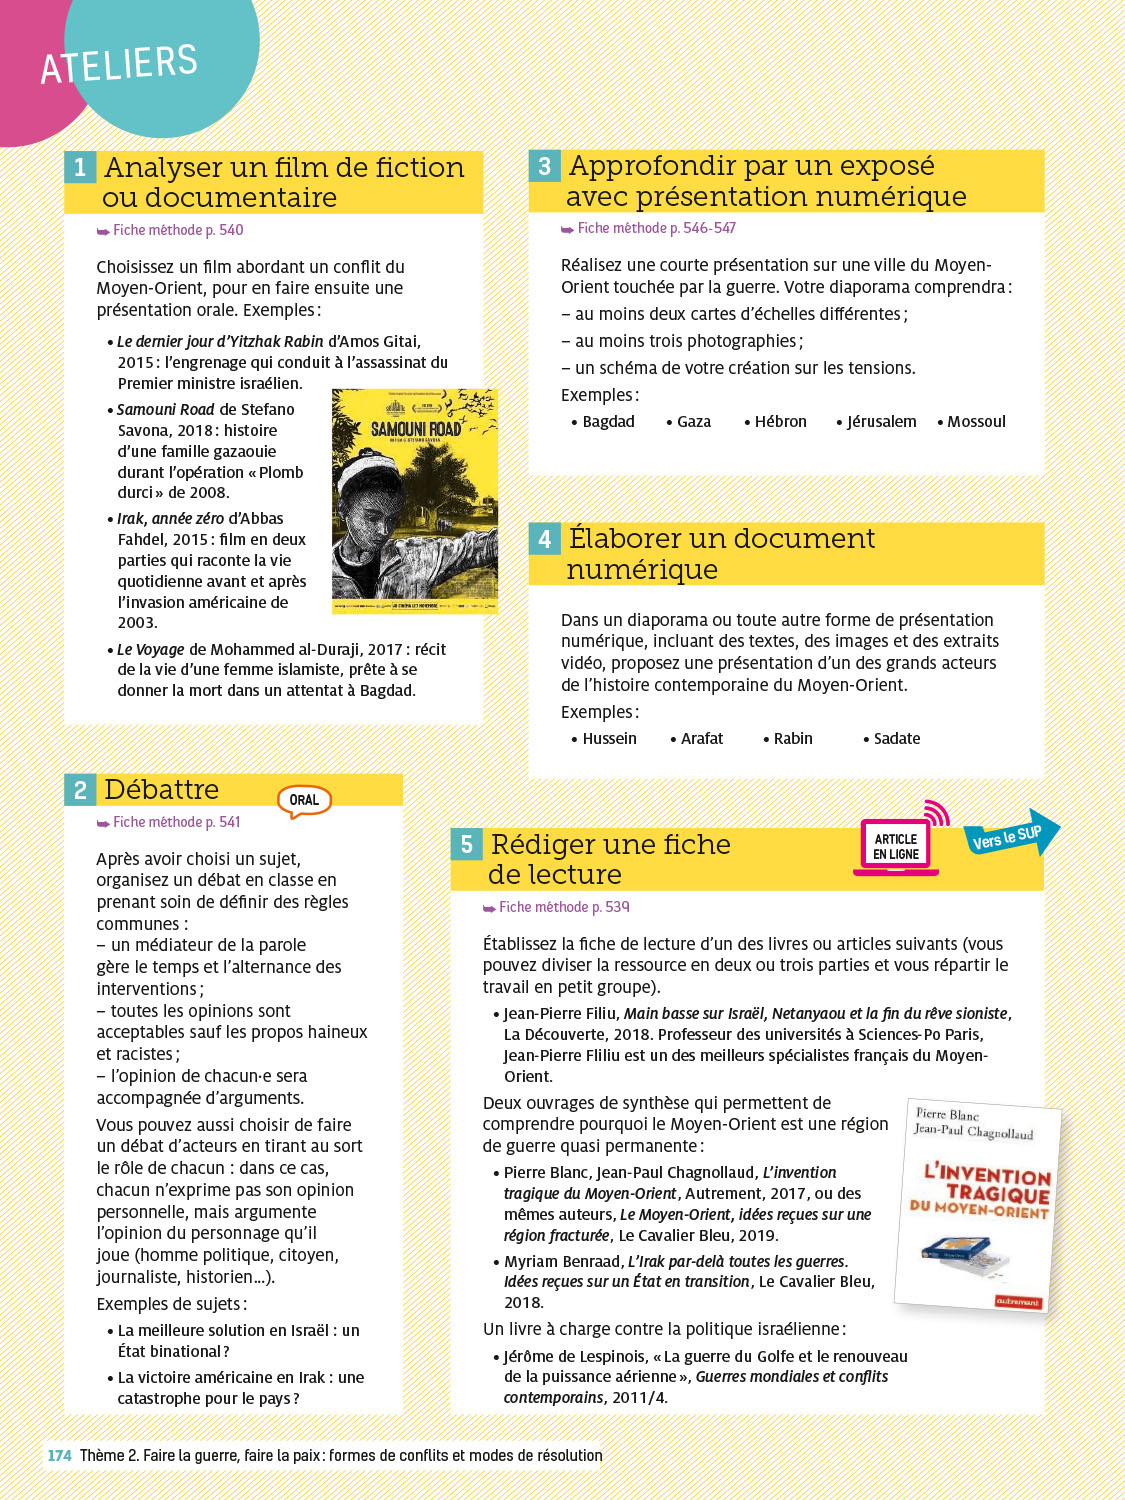 ATELIERS
1 Analyser un film de fiction
ou documentaire
➥ Fiche méthode p. 540
Choisissez un film abordant un conflit du
Moyen-Orient, pour en faire ensuite une
présentation orale. Exemples :
• Le dernier jour d’Yitzhak Rabin d’Amos Gitai,
2015 : l’engrenage qui conduit à l’assassinat du
Premier ministre israélien.
• Samouni Road de Stefano
Savona, 2018 : histoire
d’une famille gazaouie
durant l’opération « Plomb
durci » de 2008.
• Irak, année zéro d’Abbas
Fahdel, 2015 : film en deux
parties qui raconte la vie
quotidienne avant et après
l’invasion américaine de
2003.
• Le Voyage de Mohammed al-Duraji, 2017 : récit
de la vie d’une femme islamiste, prête à se
donner la mort dans un attentat à Bagdad.
SAMOUNI ROAD
2 Débattre
ORAL
➥ Fiche méthode p. 541
Après avoir choisi un sujet,
organisez un débat en classe en
prenant soin de définir des règles
communes :
– un médiateur de la parole
gère le temps et l’alternance des
interventions ;
– toutes les opinions sont
acceptables sauf les propos haineux
et racistes ;
– l’opinion de chacun·e sera
accompagnée d’arguments.
Vous pouvez aussi choisir de faire
un débat d’acteurs en tirant au sort
le rôle de chacun : dans ce cas,
chacun n’exprime pas son opinion
personnelle, mais argumente
l’opinion du personnage qu’il
joue (homme politique, citoyen,
journaliste, historien…).
Exemples de sujets :
• La meilleure solution en Israël : un
État binational ?
• La victoire américaine en Irak : une
catastrophe pour le pays ?
3 Approfondir par un exposé
avec présentation numérique
➥ Fiche méthode p. 546-547
Réalisez une courte présentation sur une ville du Moyen-
Orient touchée par la guerre. Votre diaporama comprendra :
– au moins deux cartes d’échelles différentes ;
– au moins trois photographies ;
– un schéma de votre création sur les tensions.
Exemples :
• Bagdad • Gaza • Hébron • Jérusalem • Mossoul
4 Élaborer un document
numérique
Dans un diaporama ou toute autre forme de présentation
numérique, incluant des textes, des images et des extraits
vidéo, proposez une présentation d’un des grands acteurs
de l’histoire contemporaine du Moyen-Orient.
Exemples :
• Hussein • Arafat • Rabin • Sadate
5 Rédiger une fiche
de lecture
ARTICLE
EN LIGNE
Vers le SUP
➥ Fiche méthode p. 539
Établissez la fiche de lecture d’un des livres ou articles suivants (vous
pouvez diviser la ressource en deux ou trois parties et vous répartir le
travail en petit groupe).
• Jean-Pierre Filiu, Main basse sur Israël, Netanyaou et la fin du rêve sioniste,
La Découverte, 2018. Professeur des universités à Sciences-Po Paris,
Jean-Pierre Fliliu est un des meilleurs spécialistes français du Moyen-
Orient.
Deux ouvrages de synthèse qui permettent de
comprendre pourquoi le Moyen-Orient est une région
de guerre quasi permanente :
• Pierre Blanc, Jean-Paul Chagnollaud, L’invention
tragique du Moyen-Orient, Autrement, 2017, ou des
mêmes auteurs, Le Moyen-Orient, idées reçues sur une
région fracturée, Le Cavalier Bleu, 2019.
• Myriam Benraad, L’Irak par-delà toutes les guerres.
Idées reçues sur un État en transition, Le Cavalier Bleu,
2018.
Un livre à charge contre la politique israélienne :
• Jérôme de Lespinois, « La guerre du Golfe et le renouveau
de la puissance aérienne », Guerres mondiales et conflits
contemporains, 2011/4.
Pierre Blanc
Jean-Paul Chagnollaud
L’INVENTION
TRAGIQUE
DU MOYEN-ORIENT
autrement
174 Thème 2. Faire la guerre, faire la paix : formes de conflits et modes de résolution